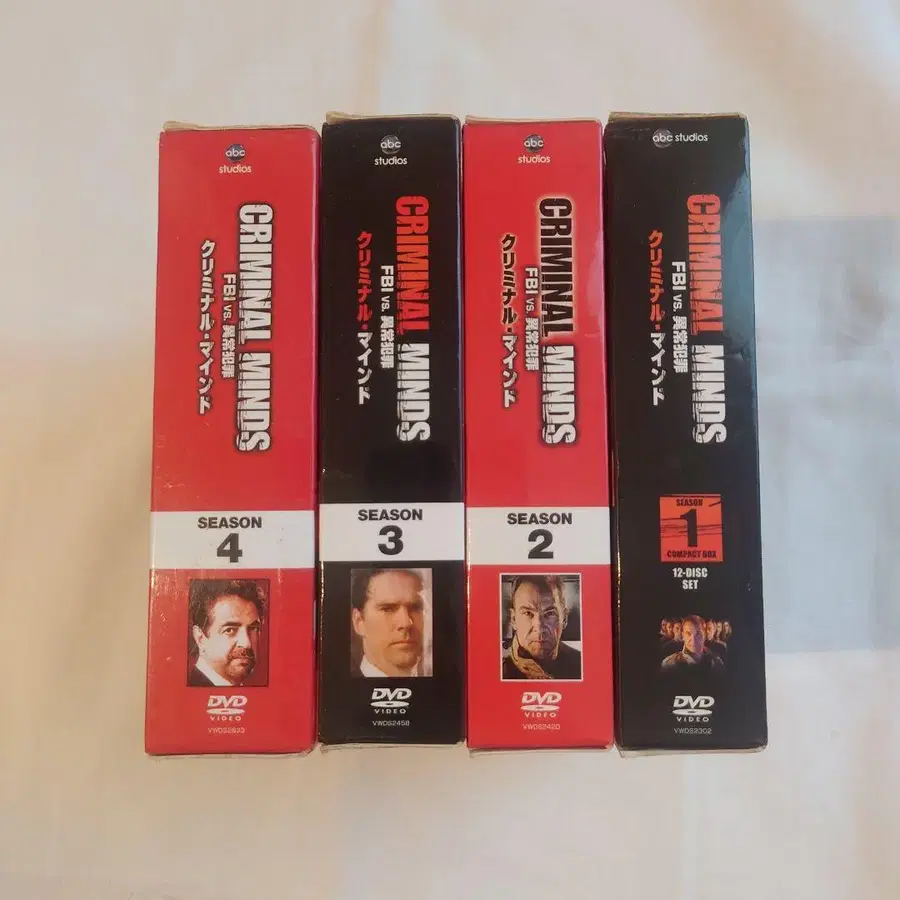 abc
studios
CRIMINAL MINDS
FBI vs. 異常犯罪
クリミナル・マインド
SEASON
4
DVD
VIDEO
VWDS2673
abc
studios
CRIMINAL MINDS
FBI vs. 異常犯罪
クリミナル・マインド
SEASON
3
DVD
VIDEO
VWDS2458
abc
studios
CRIMINAL MINDS
FBI vs. 異常犯罪
クリミナル・マインド
SEASON
2
DVD
VIDEO
VWDS2420
abc studios
CRIMINAL MINDS
FBI vs. 異常犯罪
クリミナル・マインド
SEASON
1
COMPACT BOX
12-DISC
SET
DVD
VIDEO
VWDS2302